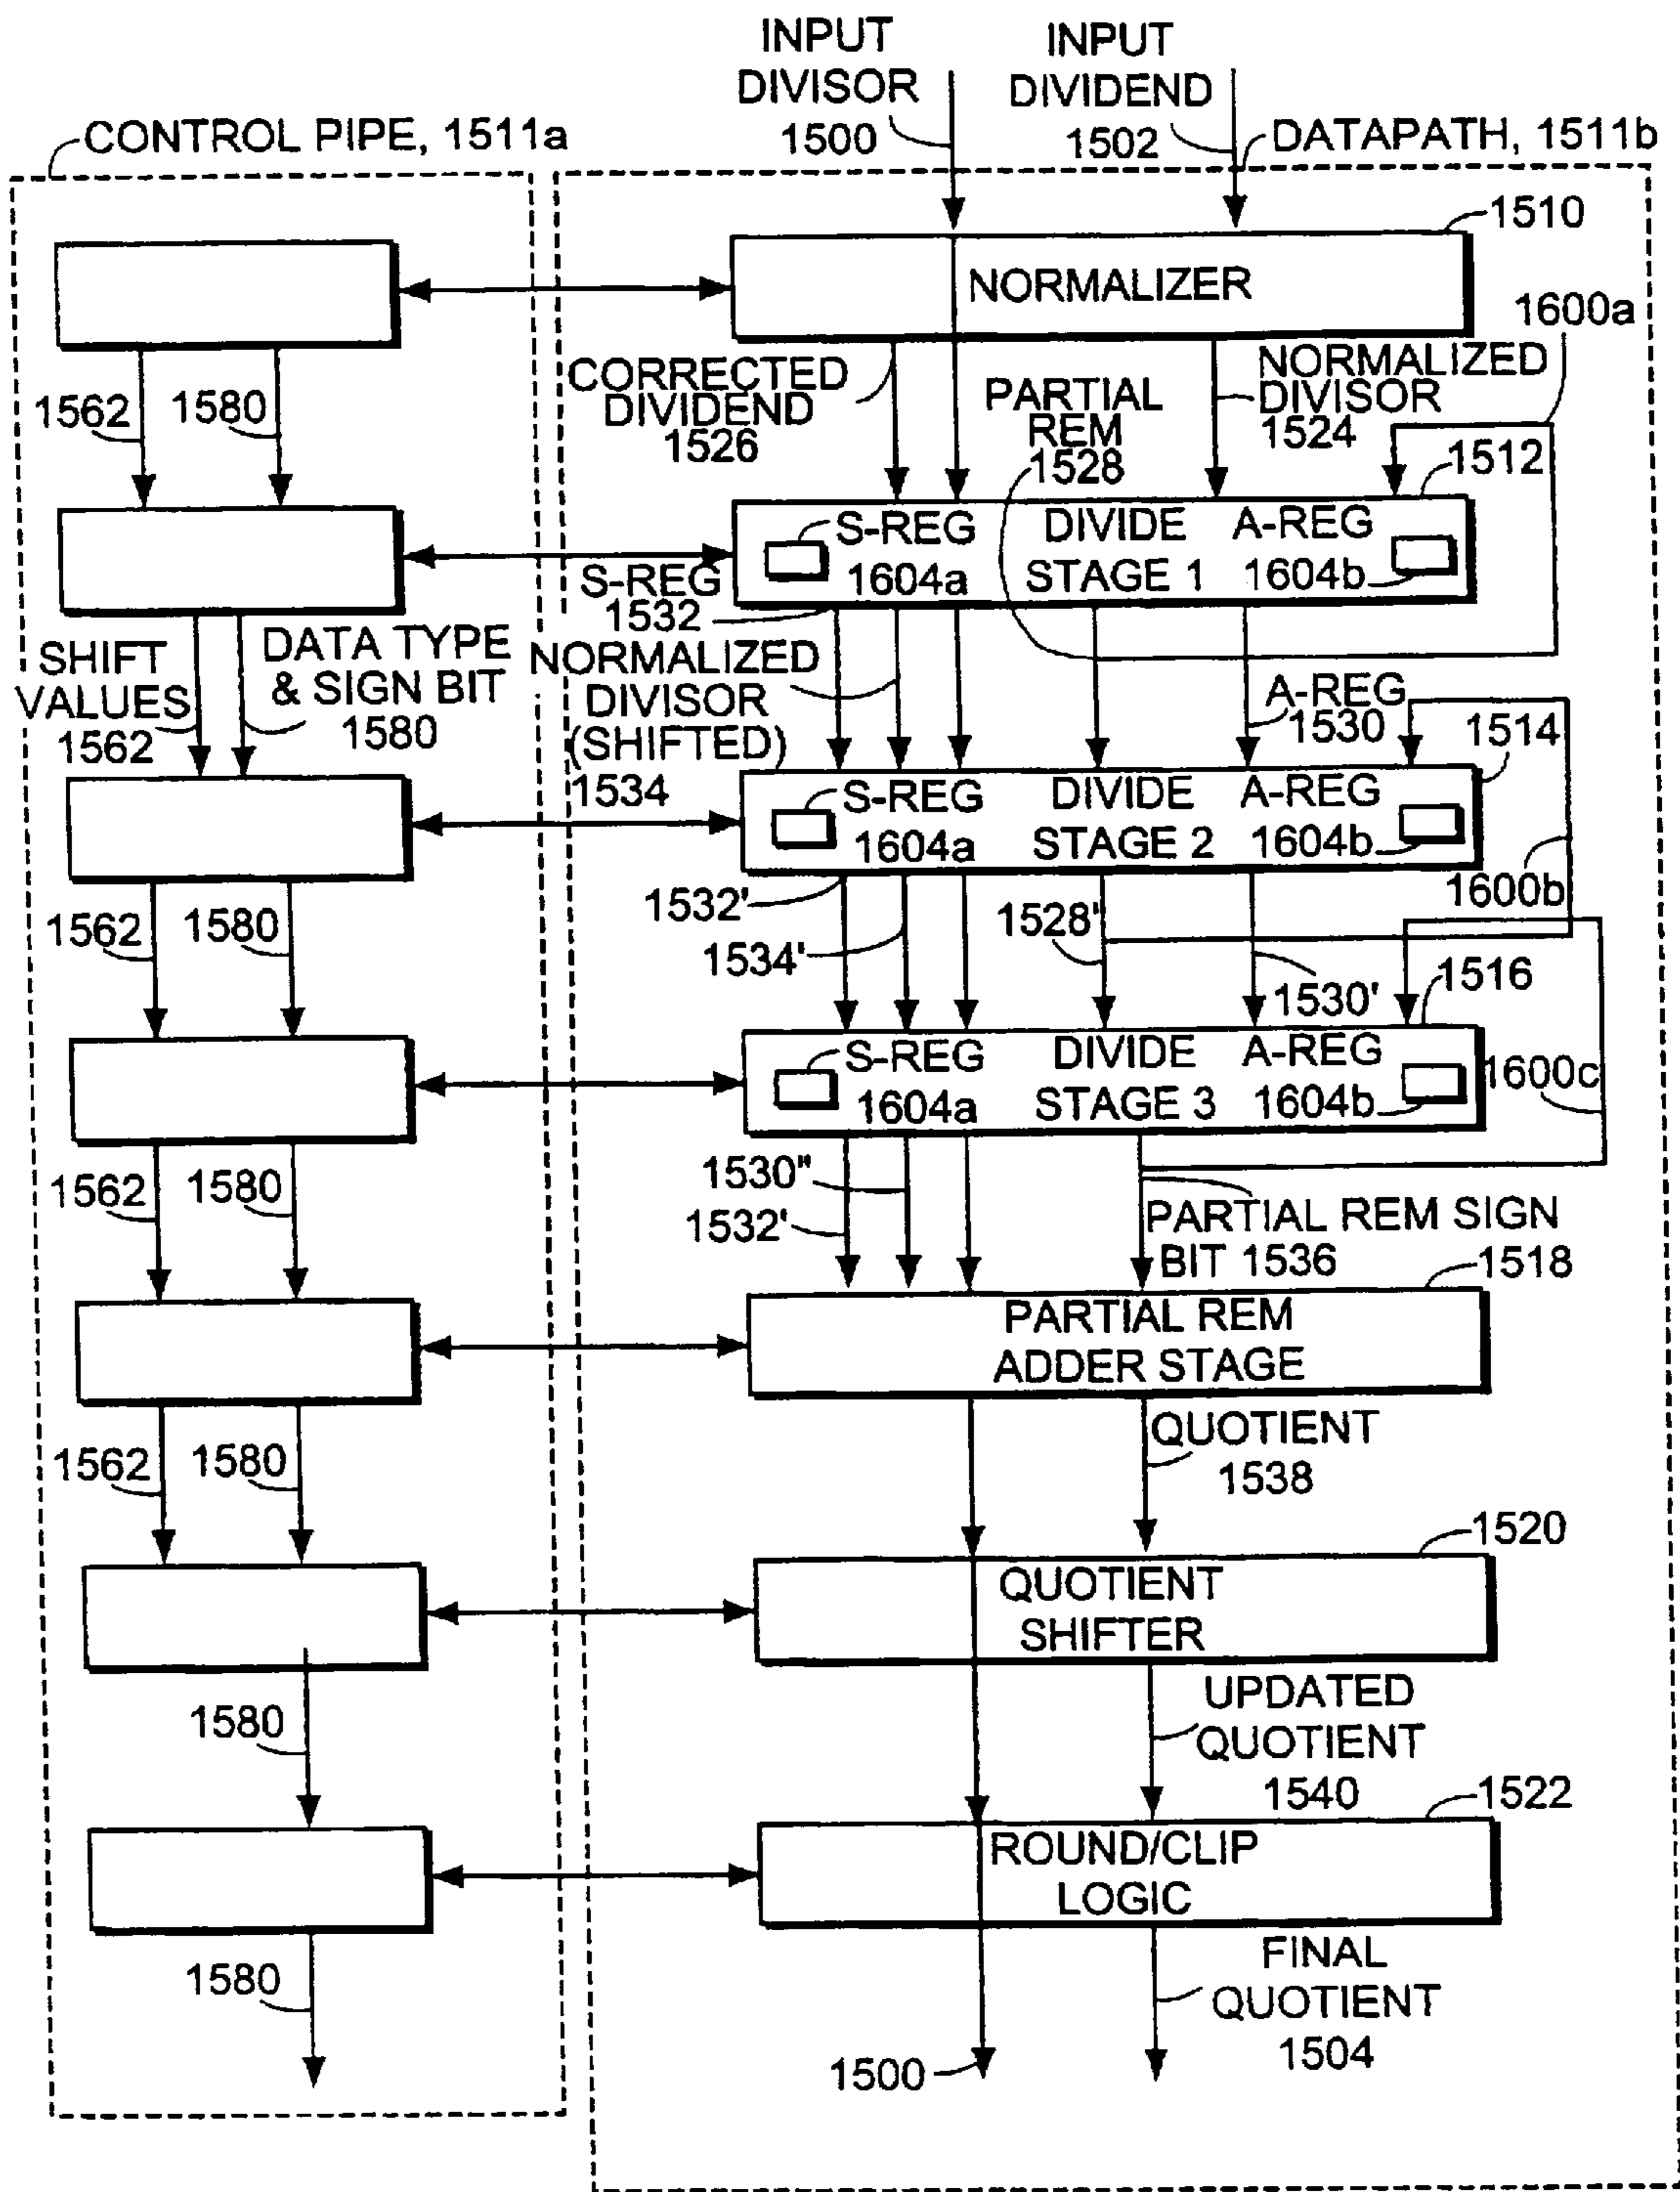 INPUT
DIVISOR
1500
INPUT
DIVIDEND
1502
CONTROL PIPE, 1511a
DATAPATH, 1511b
1510
NORMALIZER
1600a
1562
1580
CORRECTED
DIVIDEND
1526
PARTIAL
REM
1528
NORMALIZED
DIVISOR
1524
1512
S-REG
1604a
DIVIDE
STAGE 1
A-REG
1604b
S-REG
1532
SHIFT
VALUES
1562
DATA TYPE
& SIGN BIT
1580
NORMALIZED
DIVISOR
(SHIFTED)
1534
A-REG
1530
1514
S-REG
1604a
DIVIDE
STAGE 2
A-REG
1604b
1600b
1562
1580
1532'
1534'
1528'
1530'
1516
S-REG
1604a
DIVIDE
STAGE 3
A-REG
1604b
1600c
1562
1580
1530"
1532'
PARTIAL REM SIGN
BIT 1536
1518
PARTIAL REM
ADDER STAGE
1562
1580
QUOTIENT
1538
1520
QUOTIENT
SHIFTER
1580
UPDATED
QUOTIENT
1540
1522
ROUND/CLIP
LOGIC
1580
FINAL
QUOTIENT
1504
1500